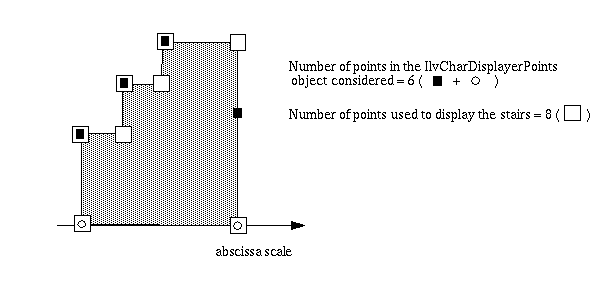 Number of points in the IlvCharDisplayerPoints
object considered = 6 ( ■ + ○ )
Number of points used to display the stairs = 8 ( □ )
abscissa scale